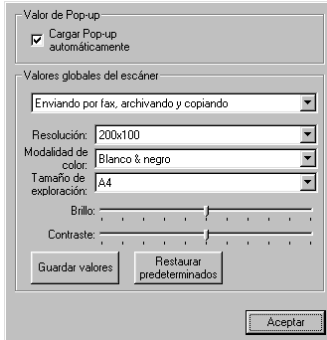 Valor de Pop-up
Cargar Pop-up
automáticamente
Valores globales del escáner
Enviando por fax, archivando y copiando
Resolución: 200x100
Modalidad de
color: Blanco & negro
Tamaño de
exploración: A4
Brillo:
Contraste:
Guardar valores
Restaurar
predeterminados
Aceptar